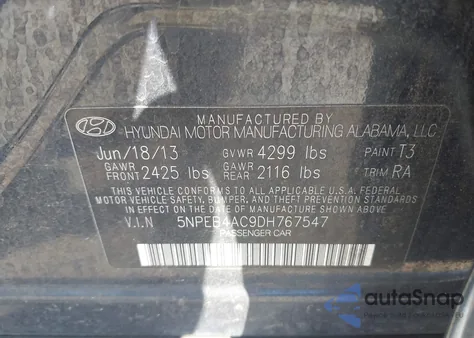 MANUFACTURED BY
HYUNDAI MOTOR MANUFACTURING ALABAMA, LLC
Jun/18/13 GVWR 4299 lbs PAINT T3
GAWR FRONT 2425 lbs GAWR REAR 2116 lbs TRIM RA
THIS VEHICLE CONFORMS TO ALL APPLICABLE U.S.A. FEDERAL
MOTOR VEHICLE SAFETY, BUMPER, AND THEFT PREVENTION
STANDARDS IN EFFECT ON THE DATE OF MANUFACTURE
V.I.N 5NPEB4AC9DH767547
PASSENGER CAR
autoSnap